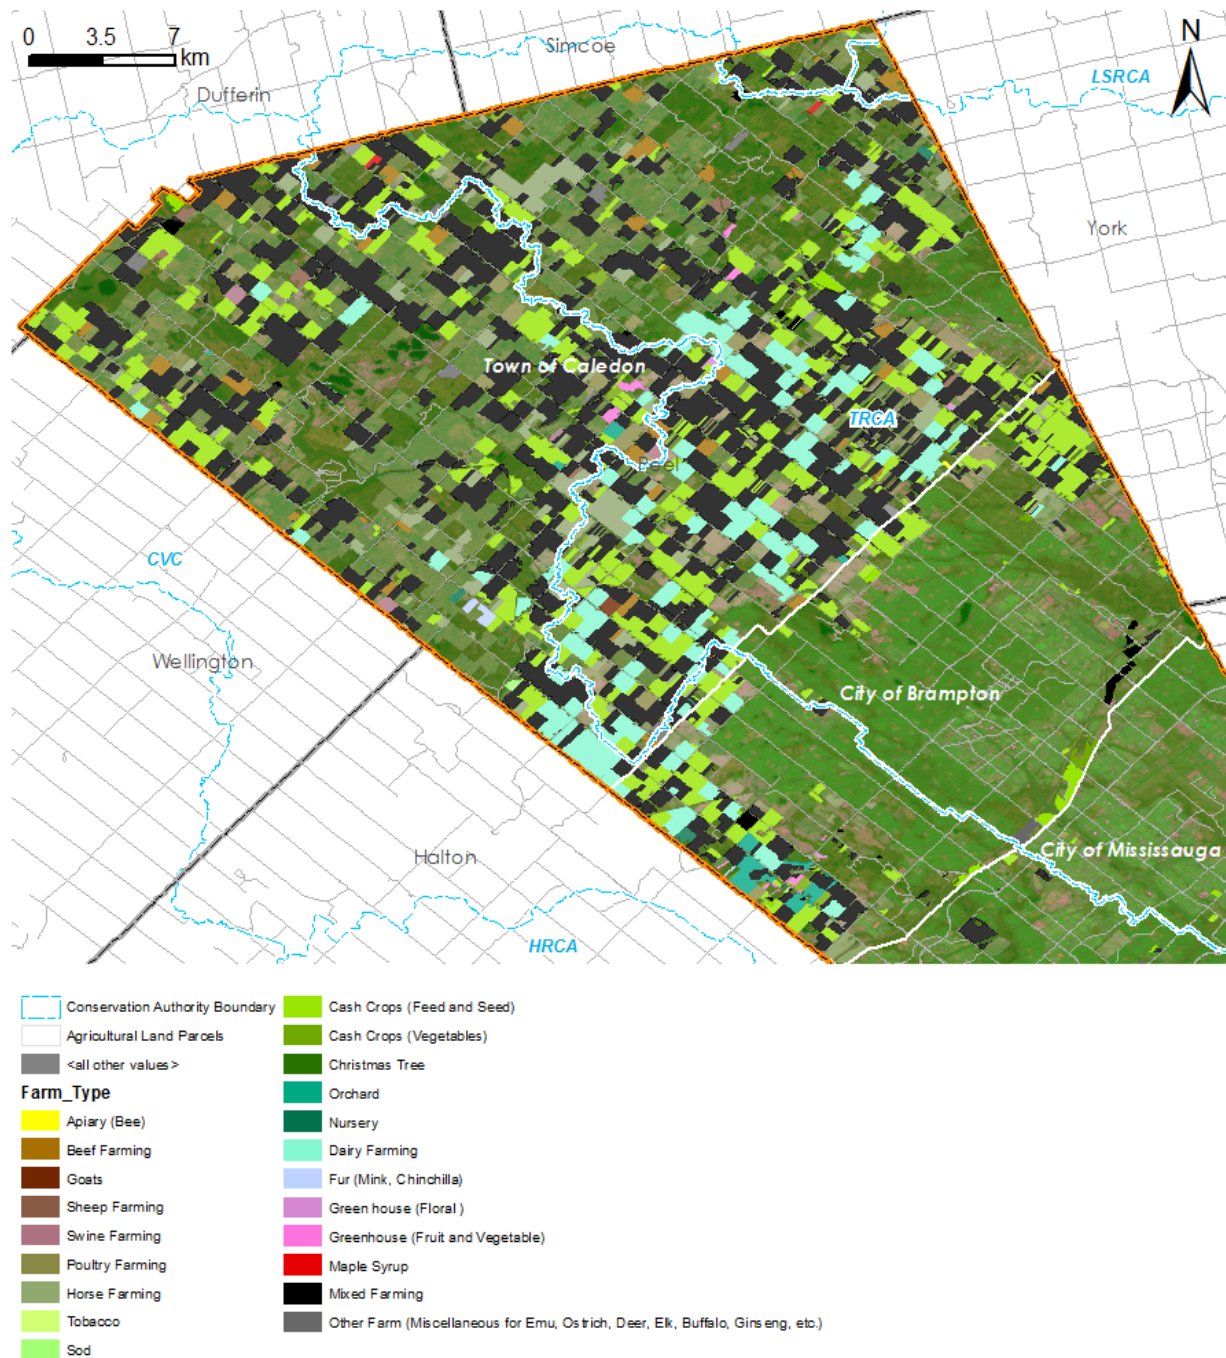 0 3.5 7
km
N
Simcoe
LSRCA
Dufferin
York
Town of Caledon
TRCA
Peel
CVC
Wellington
City of Brampton
City of Mississauga
Halton
HRCA
Conservation Authority Boundary
Agricultural Land Parcels
<all other values>
Farm_Type
Apiary (Bee)
Beef Farming
Goats
Sheep Farming
Swine Farming
Poultry Farming
Horse Farming
Tobacco
Sod
Cash Crops (Feed and Seed)
Cash Crops (Vegetables)
Christmas Tree
Orchard
Nursery
Dairy Farming
Fur (Mink, Chinchilla)
Green house (Floral )
Greenhouse (Fruit and Vegetable)
Maple Syrup
Mixed Farming
Other Farm (Miscellaneous for Emu, Ostrich, Deer, Elk, Buffalo, Ginseng, etc.)